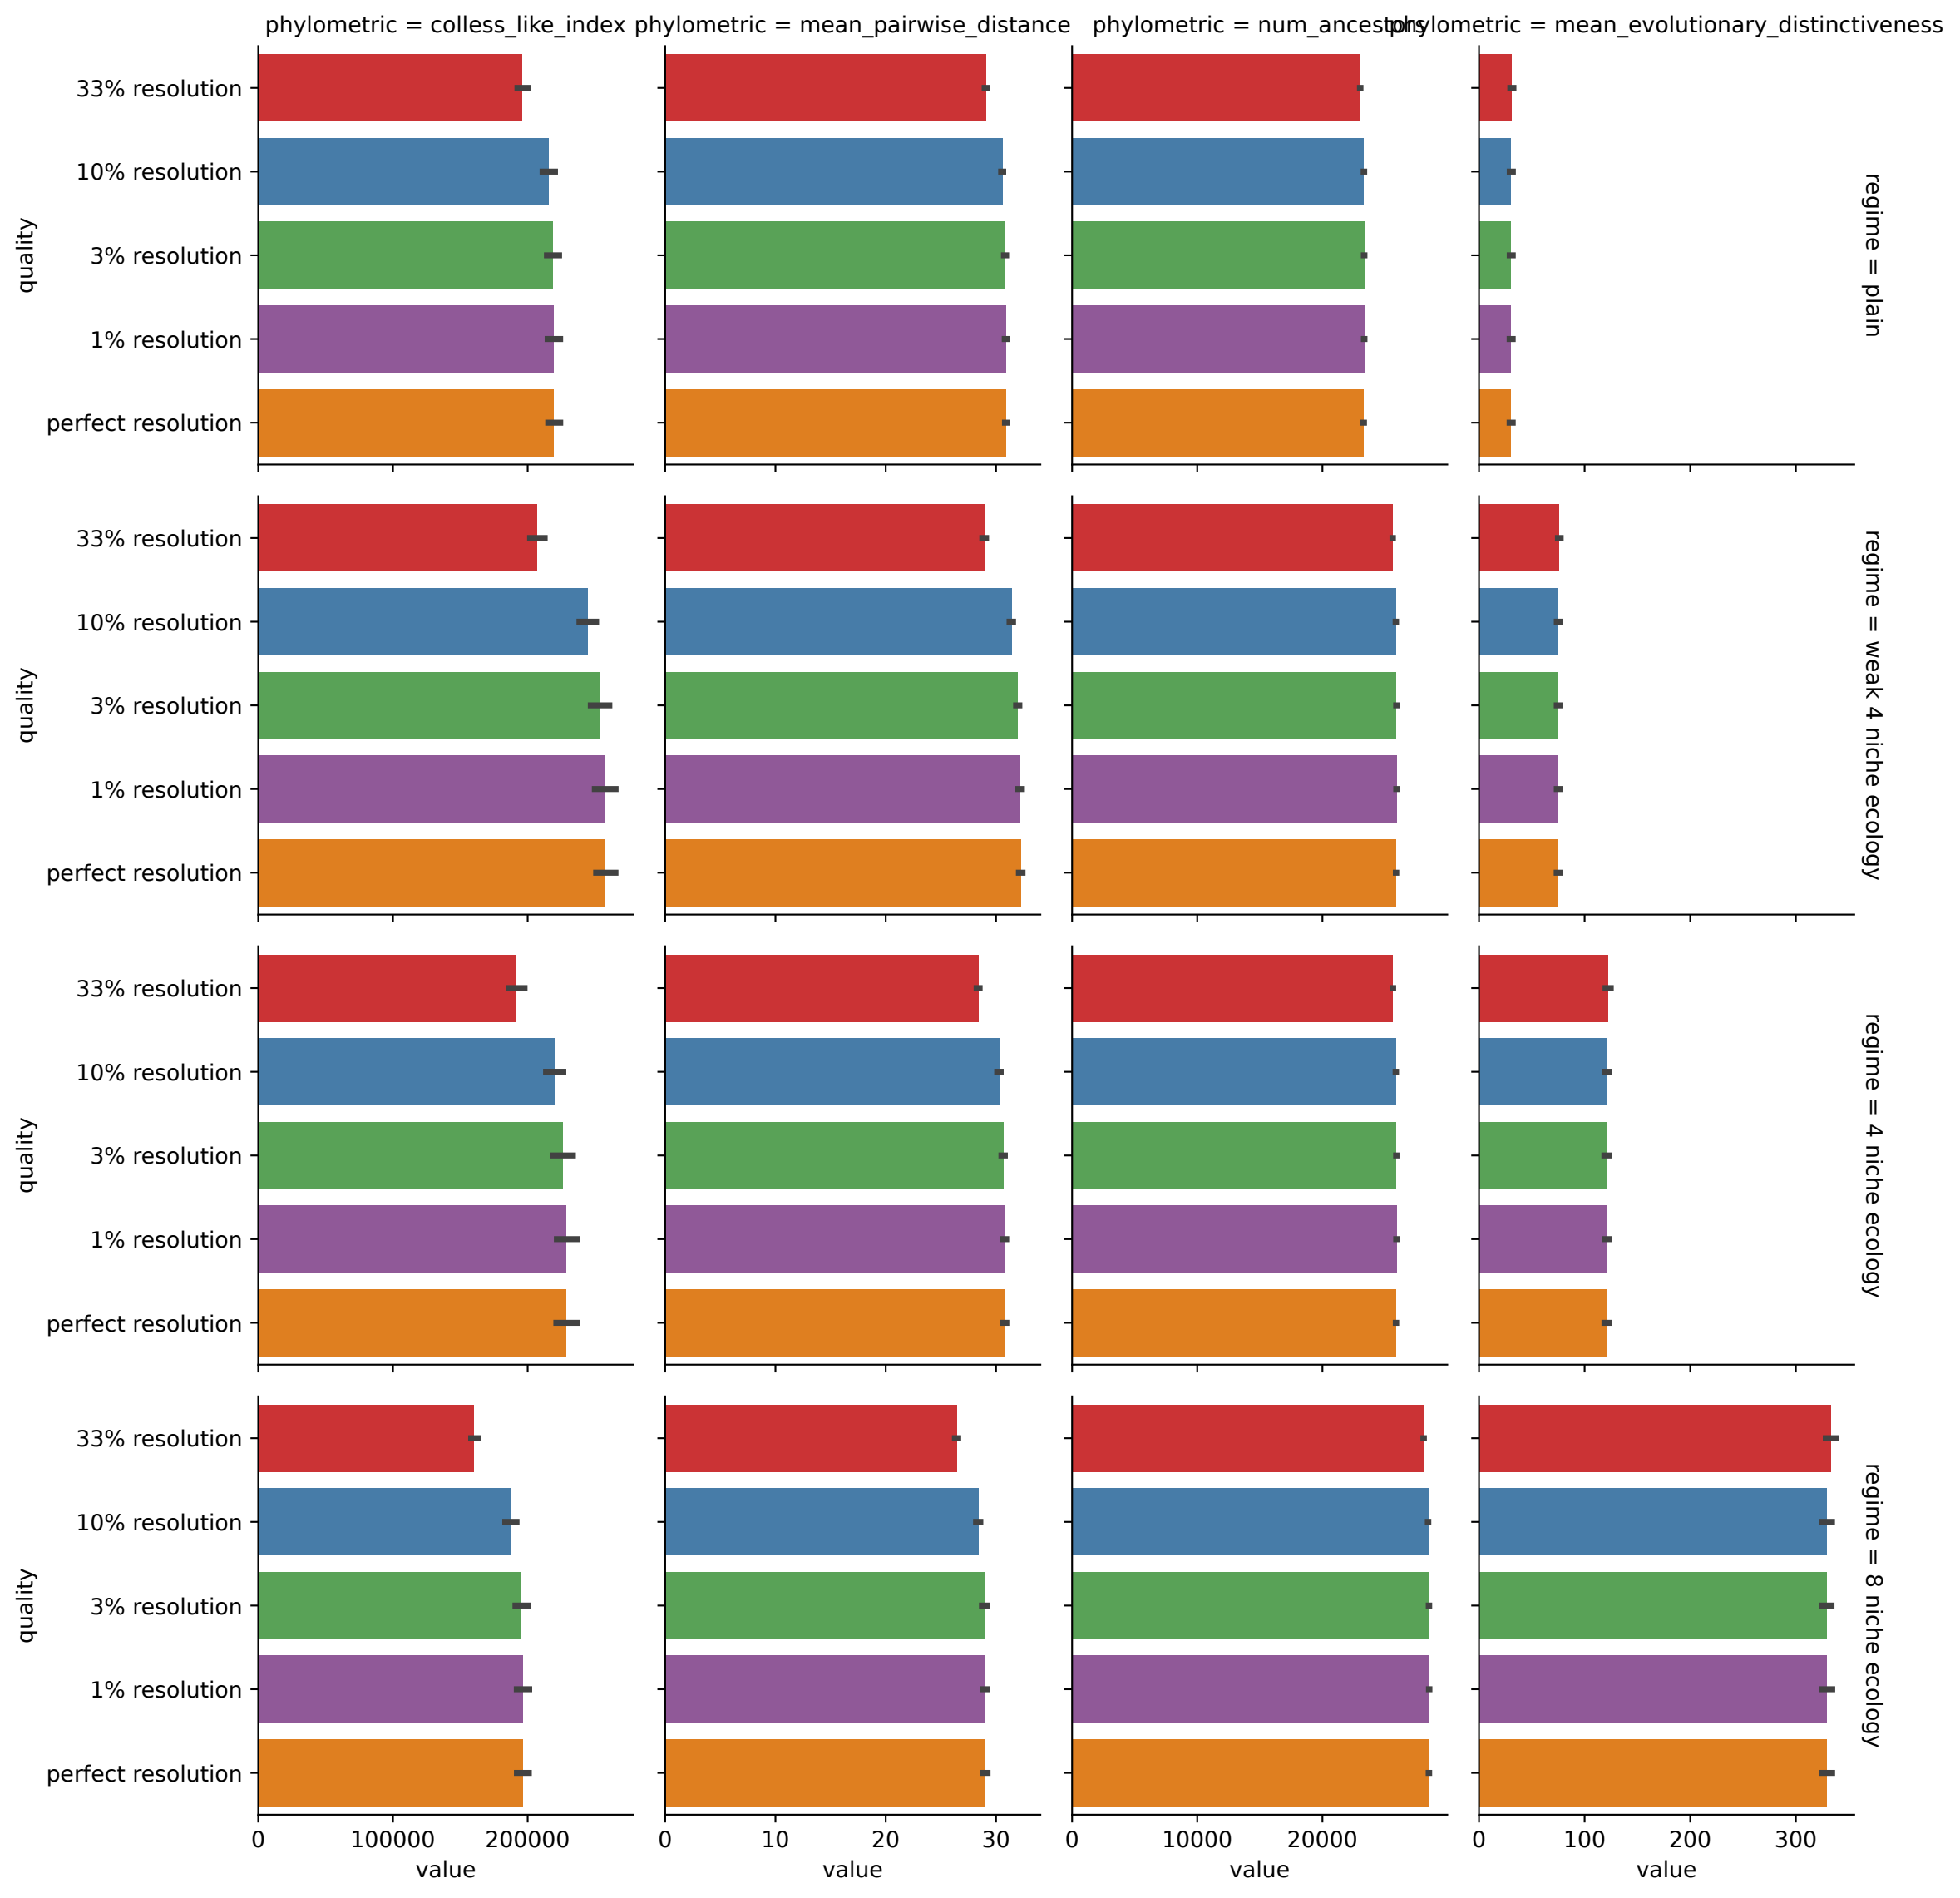 phylometric = colless_like_index
phylometric = mean_pairwise_distance
phylometric = num_ancestors
phylometric = mean_evolutionary_distinctiveness
quality
33% resolution
10% resolution
3% resolution
1% resolution
perfect resolution
regime = plain
quality
33% resolution
10% resolution
3% resolution
1% resolution
perfect resolution
regime = weak 4 niche ecology
quality
33% resolution
10% resolution
3% resolution
1% resolution
perfect resolution
regime = 4 niche ecology
quality
33% resolution
10% resolution
3% resolution
1% resolution
perfect resolution
regime = 8 niche ecology
0 100000 200000
0 10 20 30
0 10000 20000
0 100 200 300
value
value
value
value